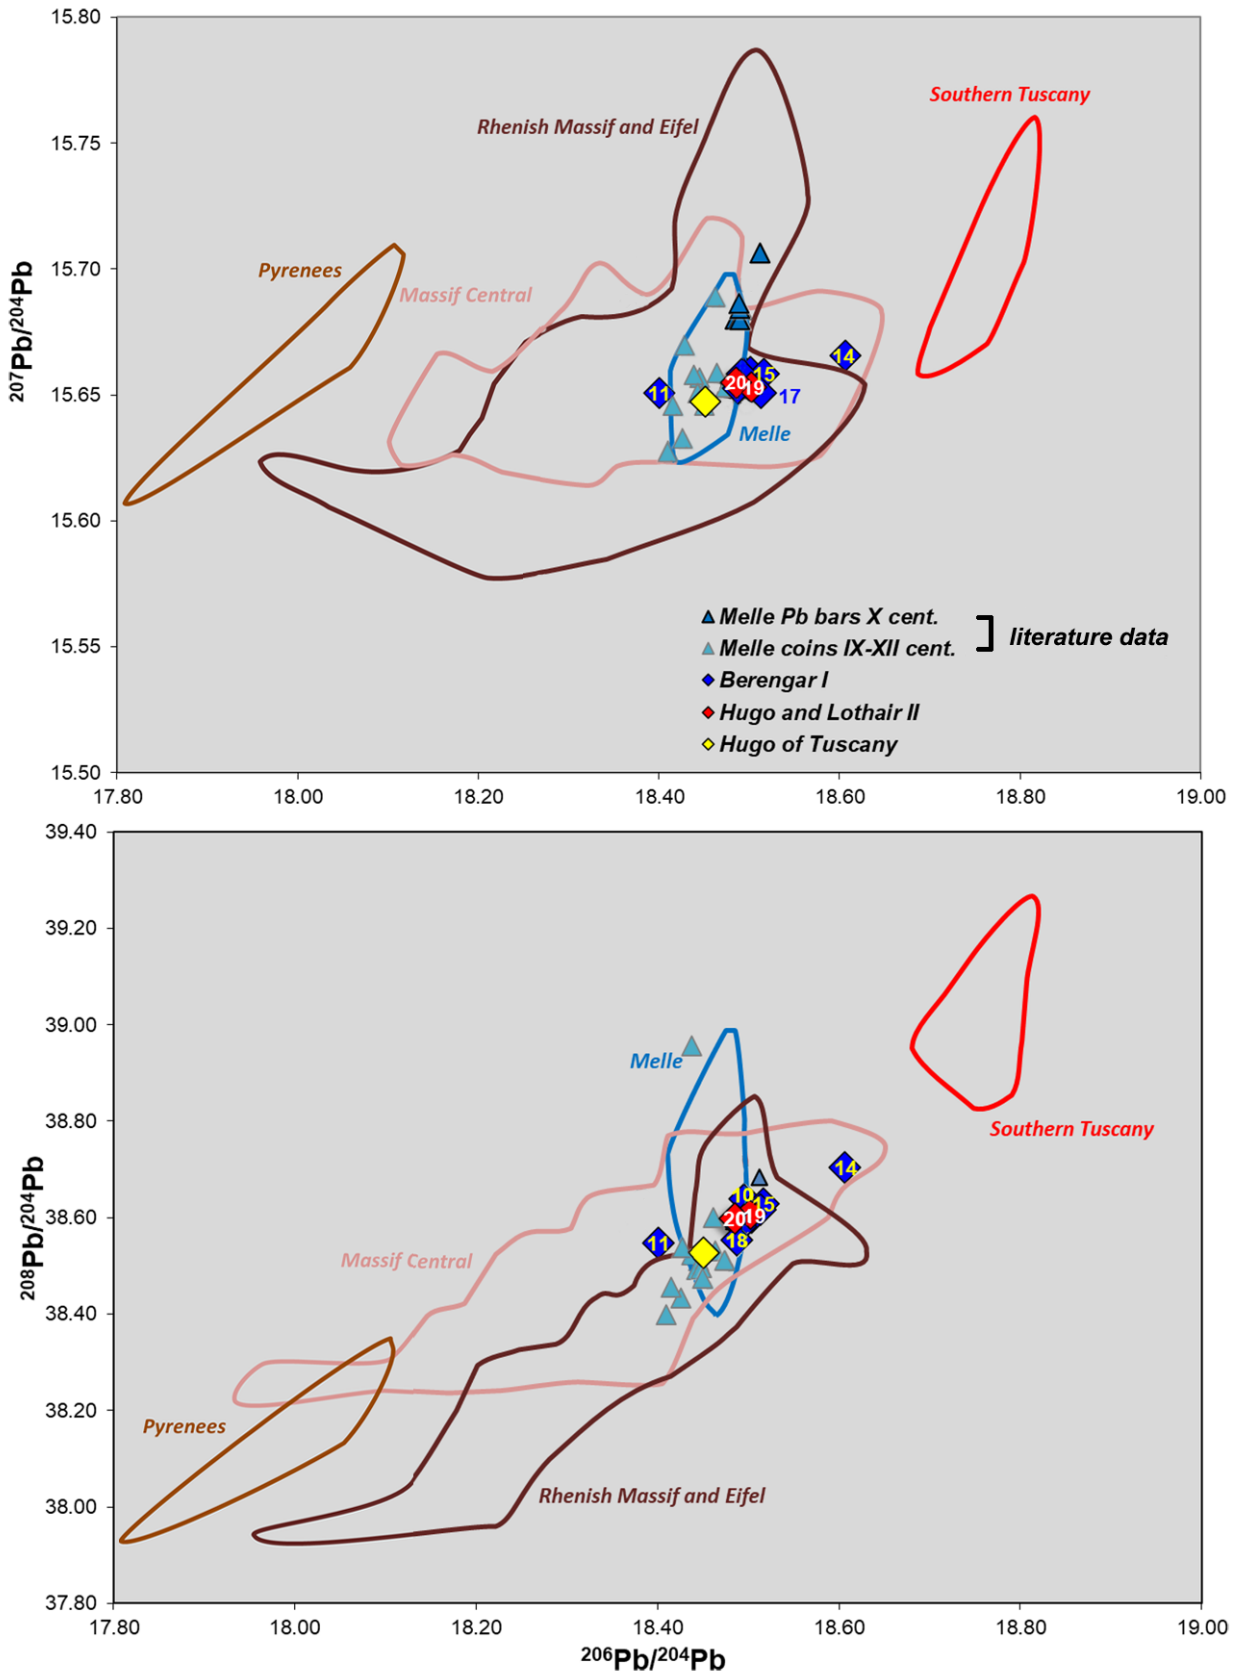 15.80
Southern Tuscany
Rhenish Massif and Eifel
15.75
15.70
Pyrenees
Massif Central
207Pb/204Pb
14
15.65
11
20
19
15
17
Melle
15.60
Melle Pb bars X cent.
Melle coins IX-XII cent.
literature data
15.55
Berengar I
Hugo and Lothair II
Hugo of Tuscany
15.50
17.80 18.00 18.20 18.40 18.60 18.80 19.00
39.40
39.20
39.00
Melle
38.80
Southern Tuscany
208Pb/204Pb
14
10
15
38.60
20
19
11
18
Massif Central
38.40
38.20
Pyrenees
38.00
Rhenish Massif and Eifel
37.80
17.80 18.00 18.20 18.40 18.60 18.80 19.00
206Pb/204Pb